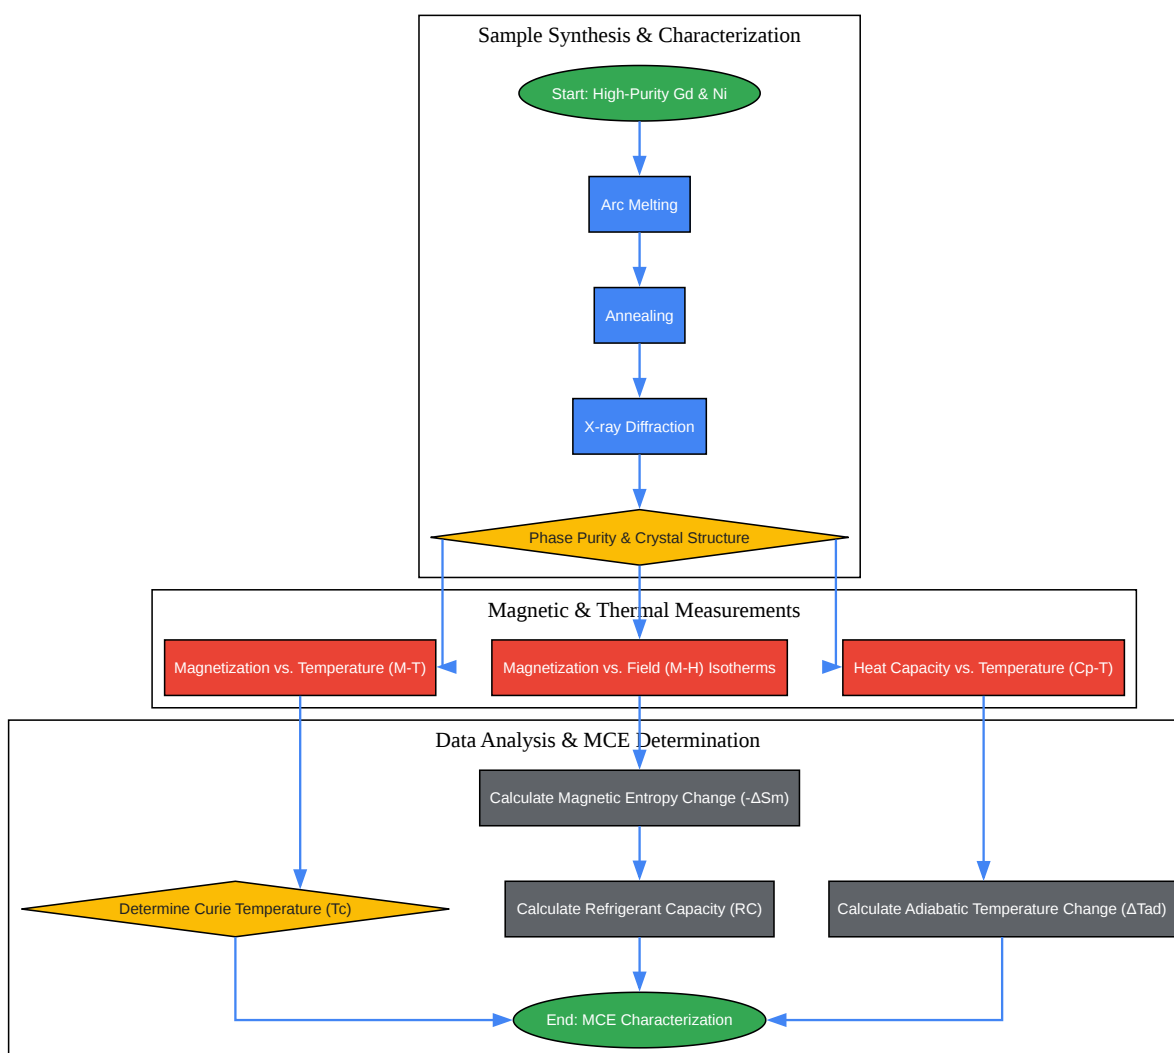 Sample Synthesis & Characterization
Start: High-Purity Gd & Ni
Arc Melting
Annealing
X-ray Diffraction
Phase Purity & Crystal Structure
Magnetic & Thermal Measurements
Magnetization vs. Temperature (M-T)
Magnetization vs. Field (M-H) Isotherms
Heat Capacity vs. Temperature (Cp-T)
Data Analysis & MCE Determination
Calculate Magnetic Entropy Change (-ΔSm)
Determine Curie Temperature (Tc)
Calculate Refrigerant Capacity (RC)
Calculate Adiabatic Temperature Change (ΔTad)
End: MCE Characterization